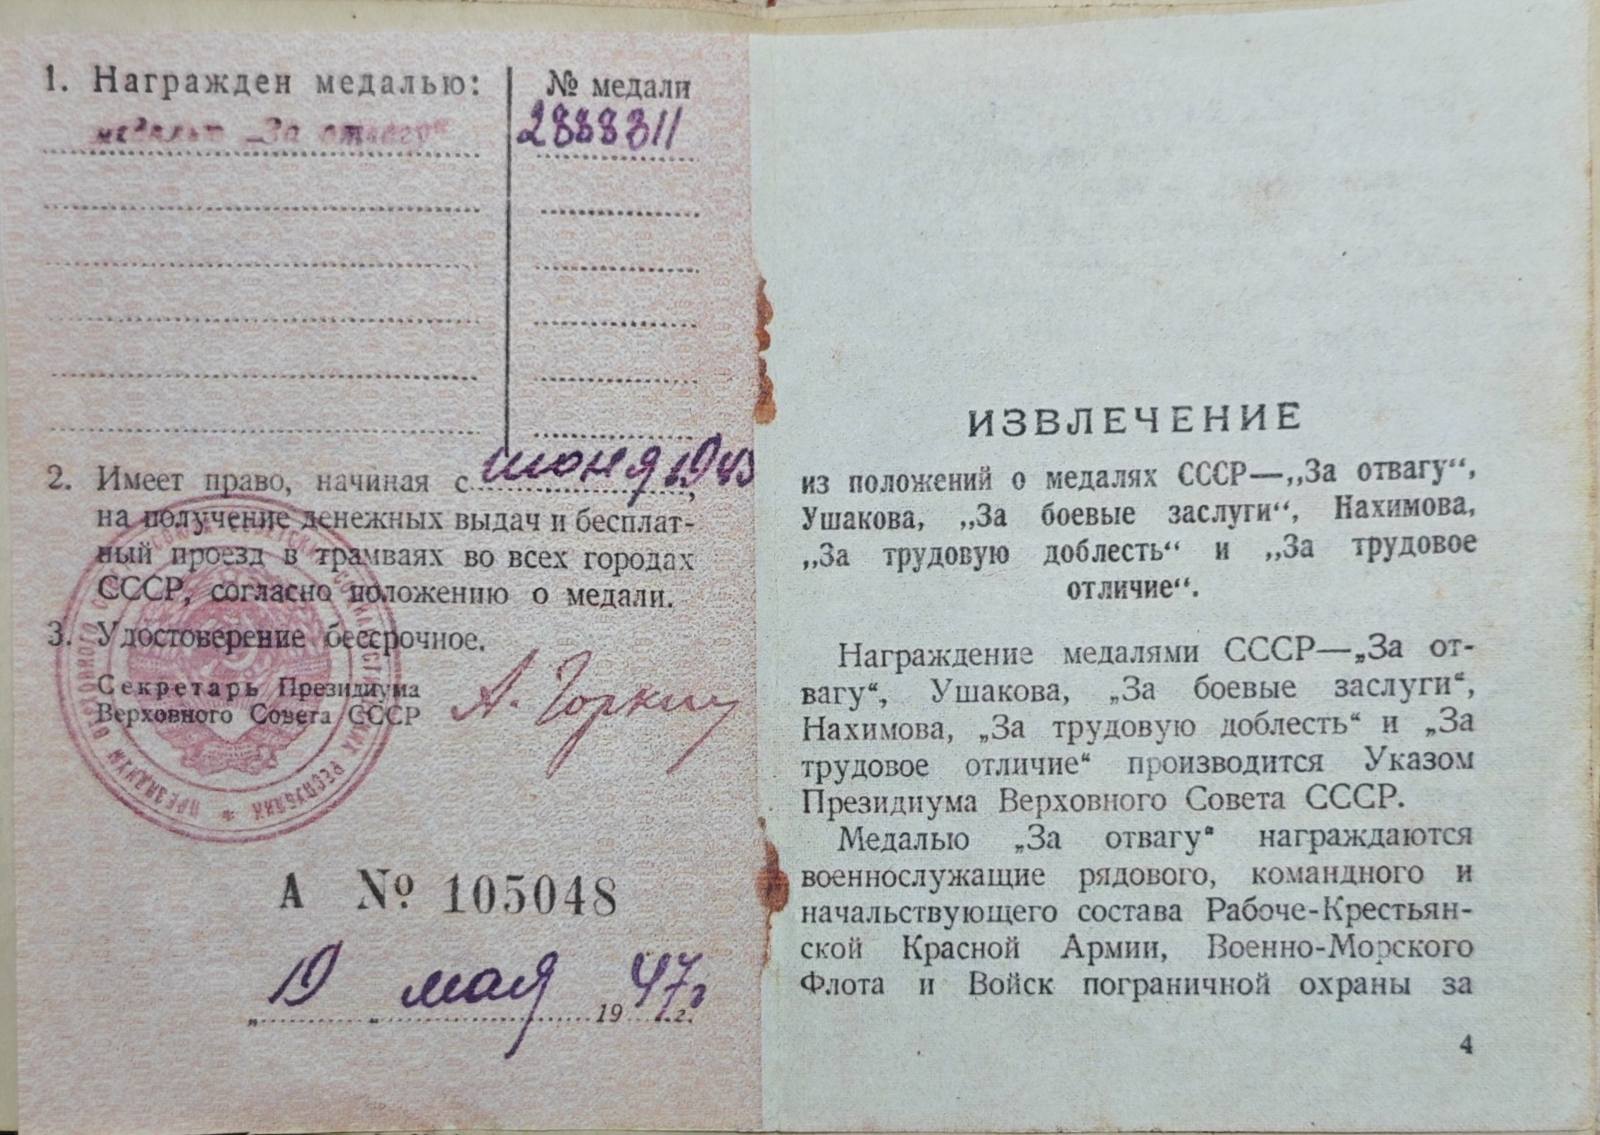 1. Награжден медалью:
№ медали
медалью „За отвагу“
2888311
2. Имеет право, начиная с июня 1945,
на получение денежных выдач и бесплат-
ный проезд в трамваях во всех городах
СССР, согласно положению о медали.
3. Удостоверение бессрочное.
Секретарь Президиума
Верховного Совета СССР
А. Горкин
А № 105048
„19 „ мая 1947г г.
ИЗВЛЕЧЕНИЕ
из положений о медалях СССР—„За отвагу“,
Ушакова, „За боевые заслуги“, Нахимова,
„За трудовую доблесть“ и „За трудовое
отличие“.
Награждение медалями СССР—„За от-
вагу“, Ушакова, „За боевые заслуги“,
Нахимова, „За трудовую доблесть“ и „За
трудовое отличие“ производится Указом
Президиума Верховного Совета СССР.
Медалью „За отвагу“ награждаются
военнослужащие рядового, командного и
начальствующего состава Рабоче-Крестьян-
ской Красной Армии, Военно-Морского
Флота и Войск пограничной охраны за
4